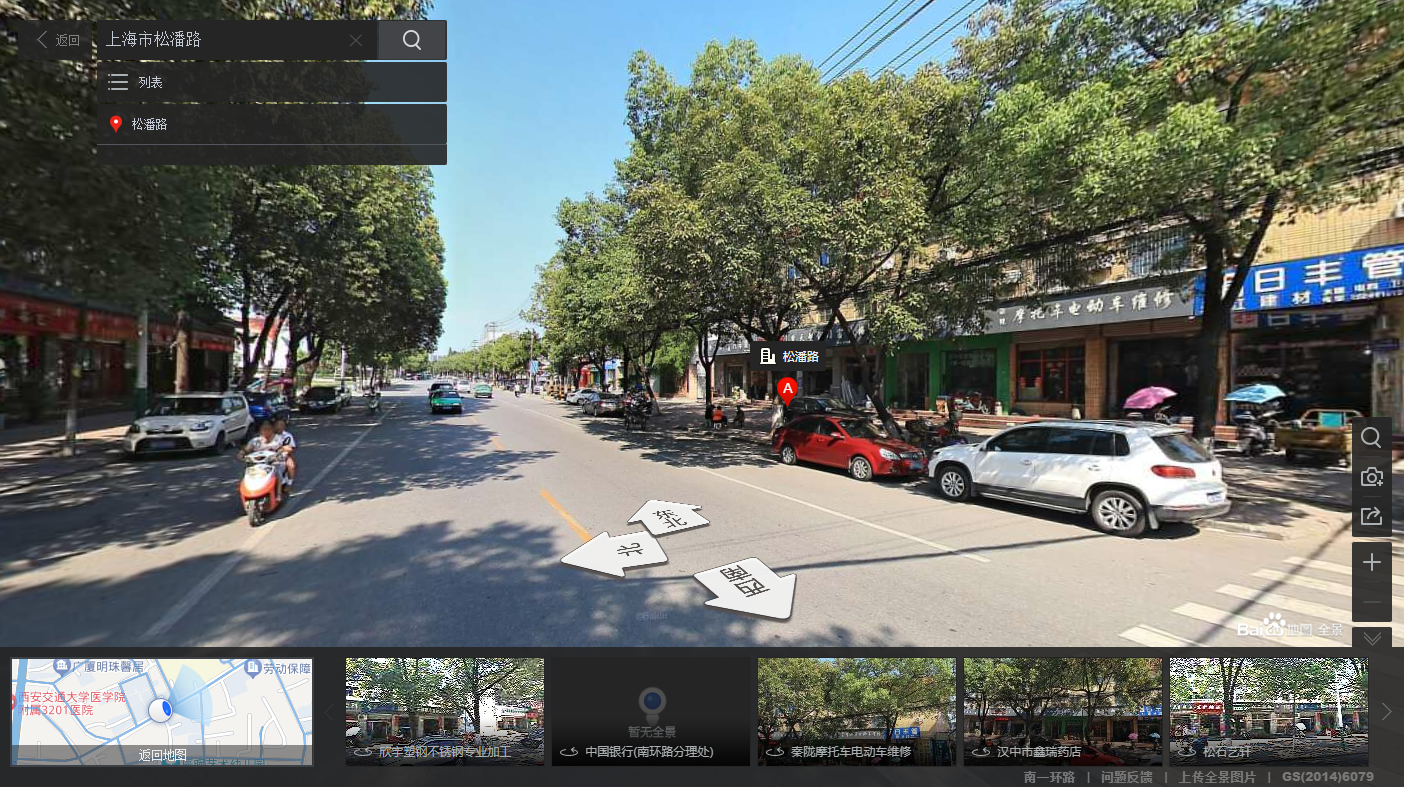 返回
上海市松潘路
列表
松潘路
日丰管
建材
摩托车电动车维修
松潘路
A
东北
北
西南
Baidu地图 全景
广厦明珠馨居
劳动保障
西安交通大学医学院
附属3201医院
返回地图
欣宇塑钢不锈钢专业加工
暂无全景
中国银行(南环路分理处)
秦陇摩托车电动车维修
汉中市鑫瑞药店
松石艺轩
南一环路 | 问题反馈 | 上传全景图片 | GS(2014)6079